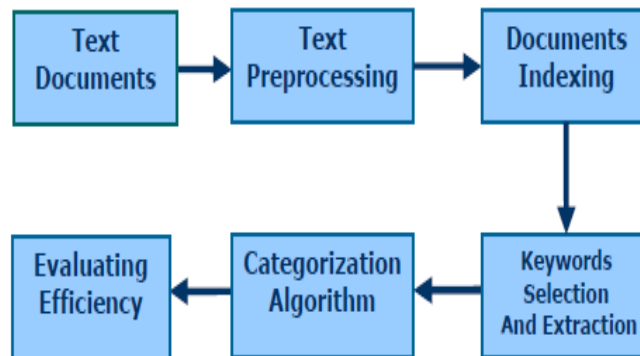 Text
Documents
Text
Preprocessing
Documents
Indexing
Keywords
Selection
And Extraction
Categorization
Algorithm
Evaluating
Efficiency